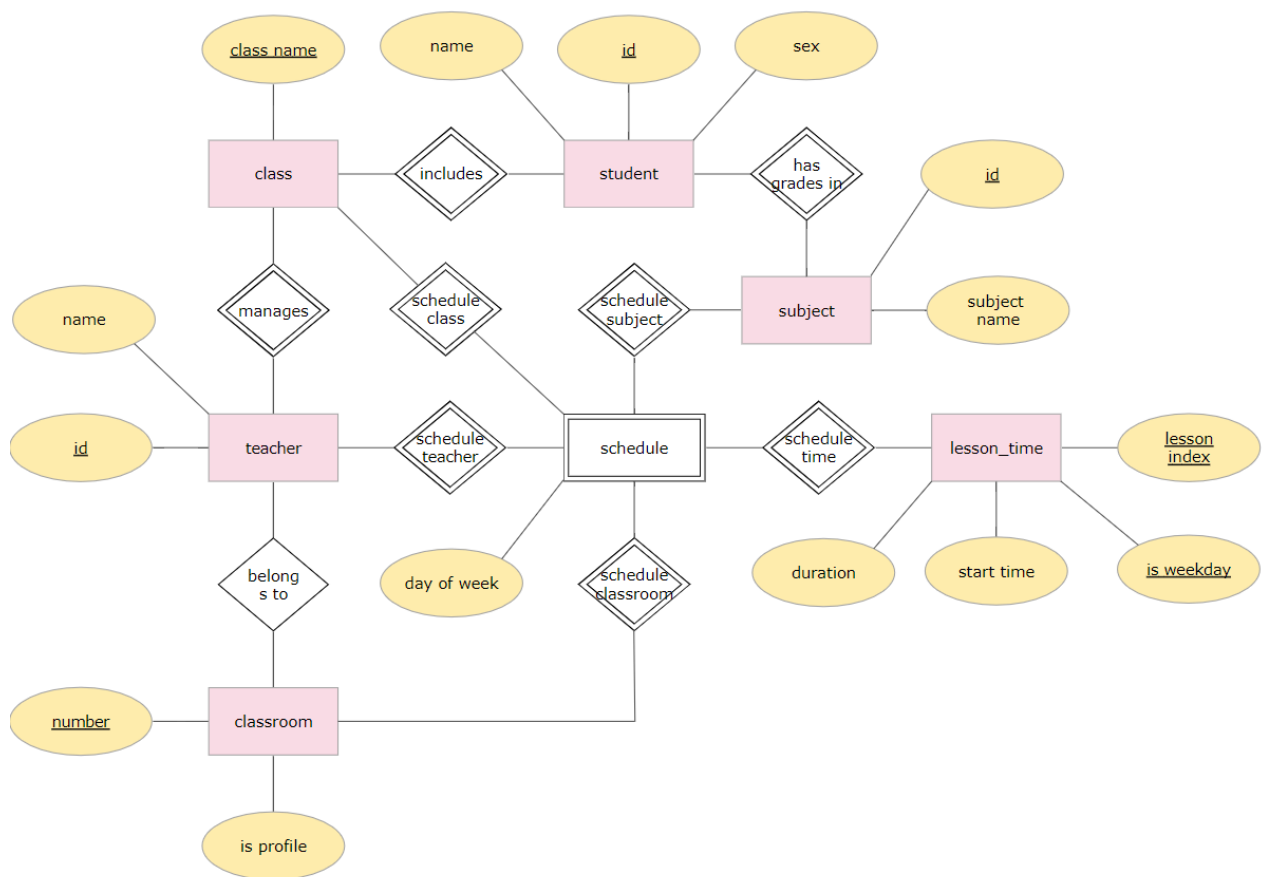 class name
name
id
sex
class
includes
student
has
grades in
id
name
manages
schedule
class
schedule
subject
subject
subject
name
id
teacher
schedule
teacher
schedule
schedule
time
lesson_time
lesson
index
belong
s to
day of week
schedule
classroom
duration
start time
is weekday
number
classroom
is profile